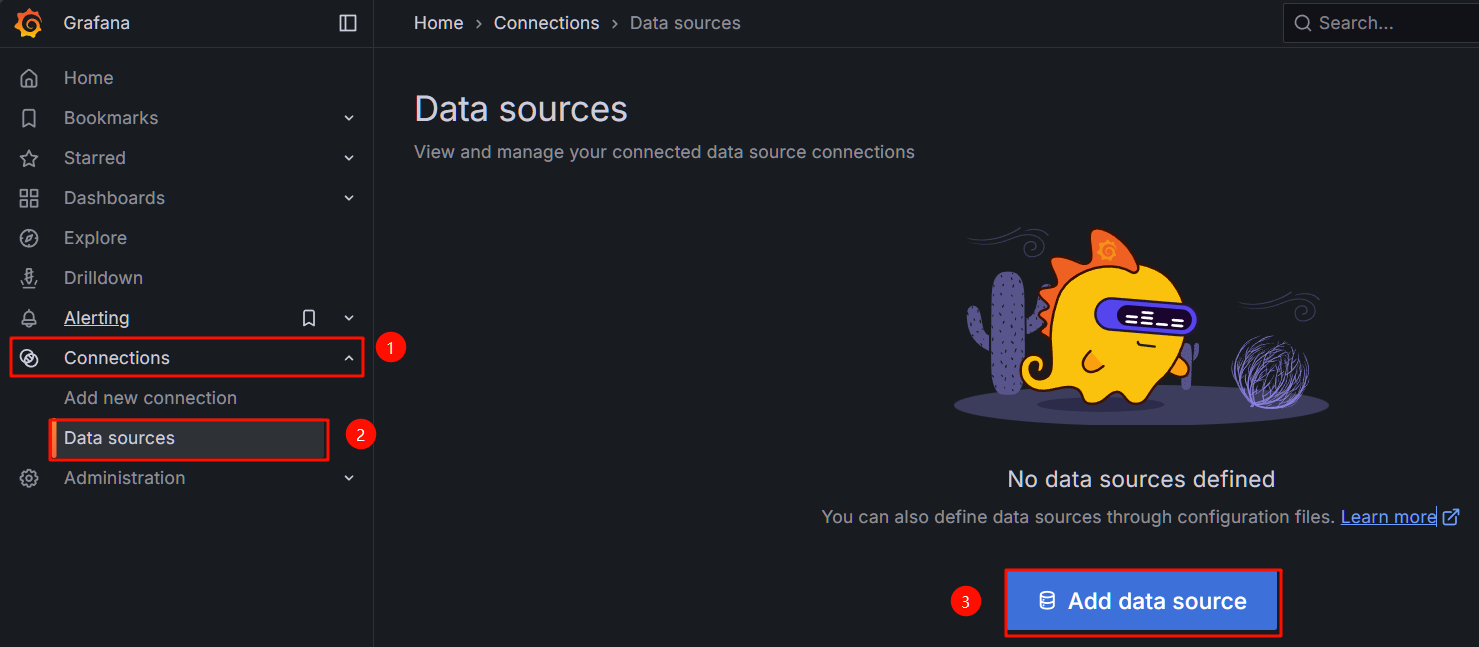 Grafana
Home › Connections › Data sources
Search...
Home
Bookmarks
Starred
Dashboards
Explore
Drilldown
Alerting
Connections
1
Add new connection
Data sources
2
Administration
Data sources
View and manage your connected data source connections
No data sources defined
You can also define data sources through configuration files. Learn more
3
Add data source